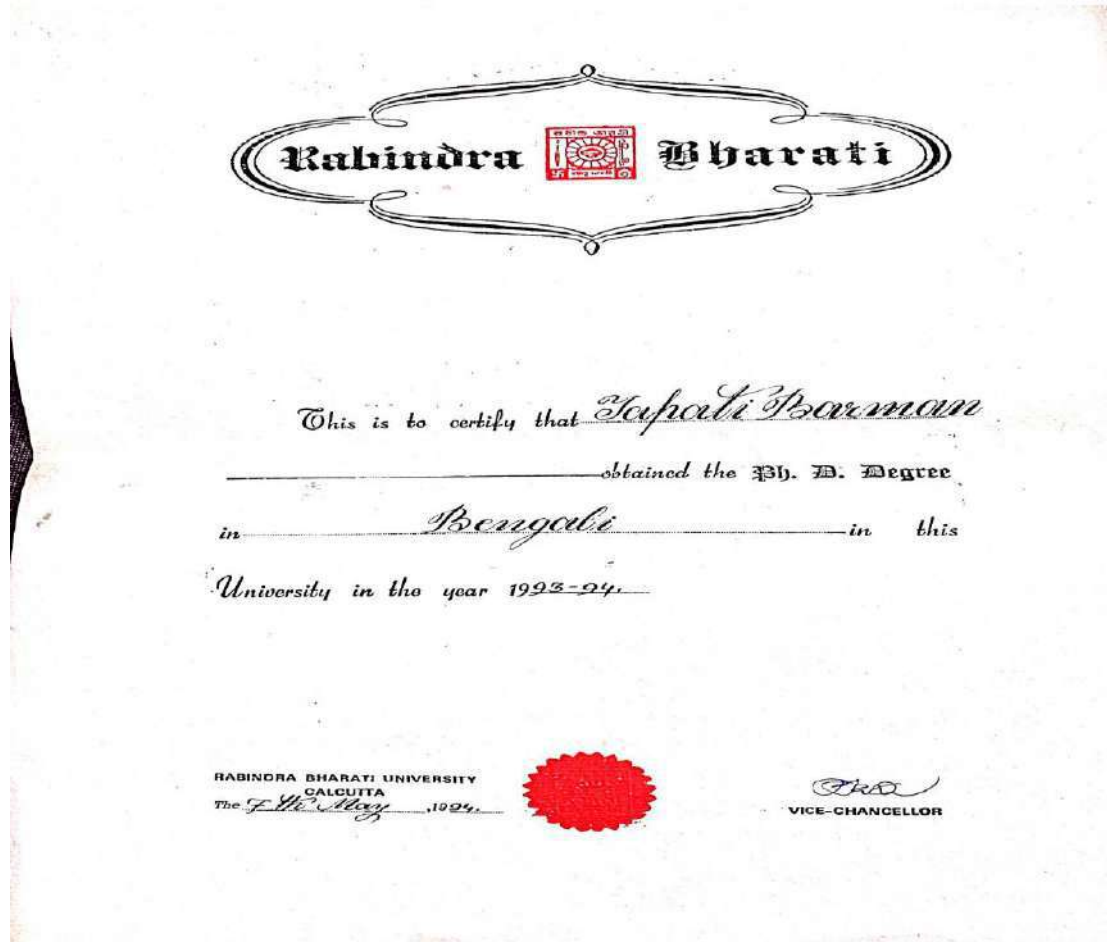 Rabindra Bharati
This is to certify that Tapati Barman
obtained the Ph. D. Degree
in Bengali in this
University in the year 1993-94.
RABINDRA BHARATI UNIVERSITY
CALCUTTA
The 7th May, 1994.
VICE-CHANCELLOR